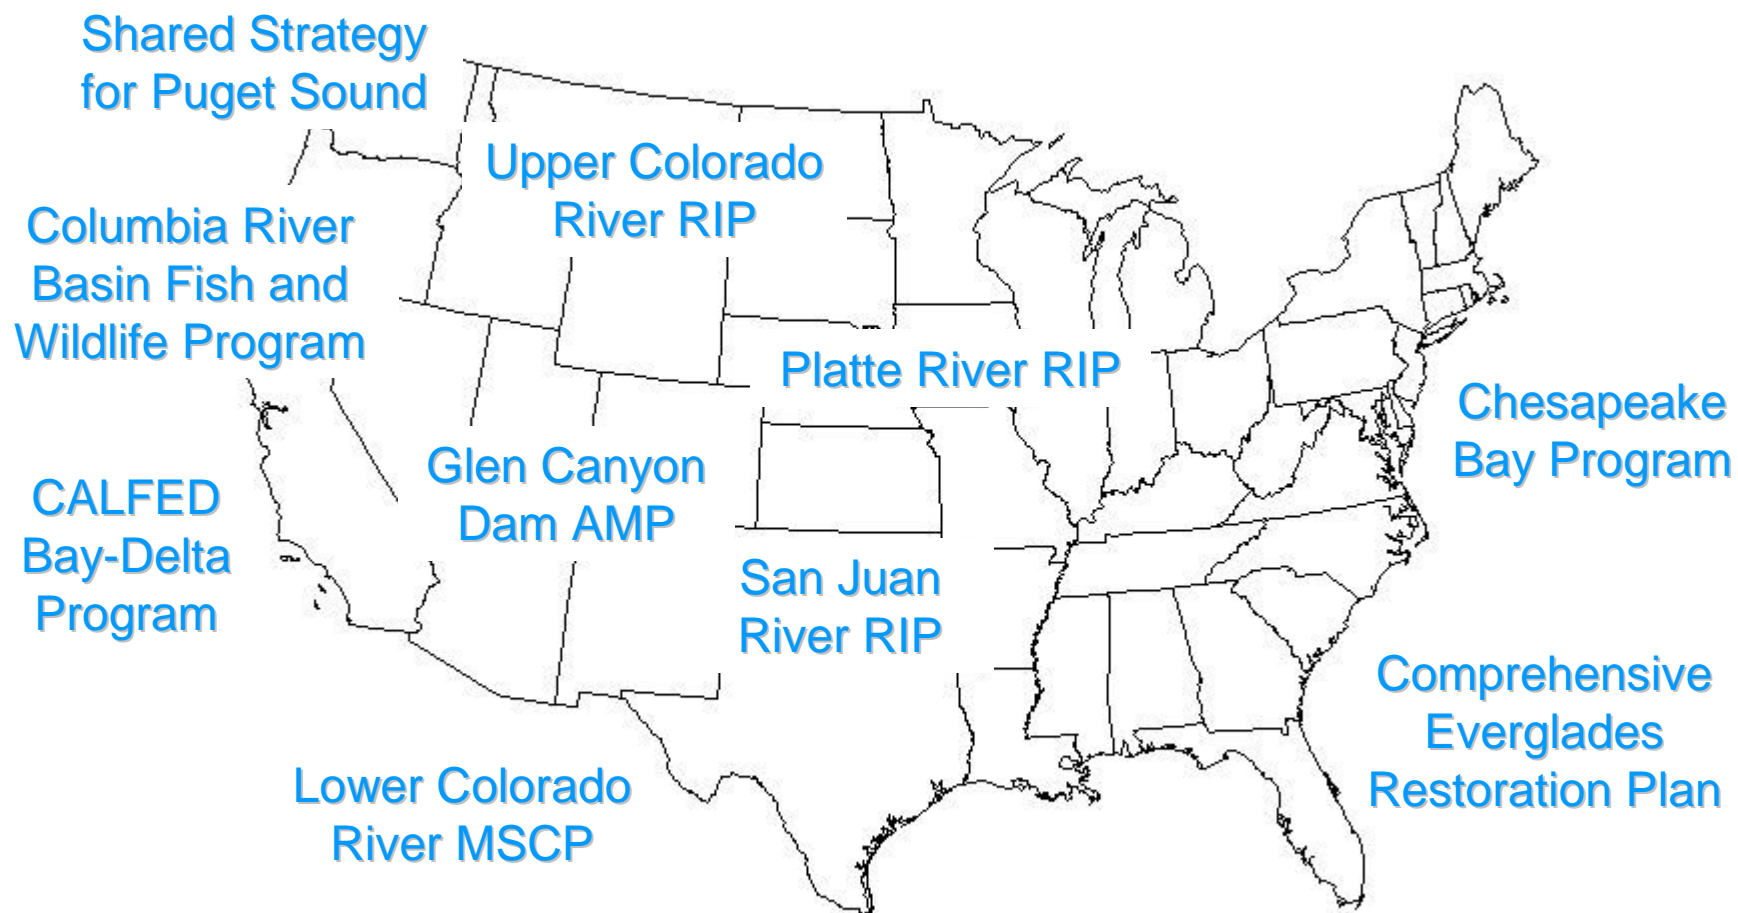 Shared Strategy
for Puget Sound
Upper Colorado
River RIP
Columbia River
Basin Fish and
Wildlife Program
Platte River RIP
Chesapeake
Bay Program
Glen Canyon
Dam AMP
CALFED
Bay-Delta
Program
San Juan
River RIP
Comprehensive
Everglades
Restoration Plan
Lower Colorado
River MSCP